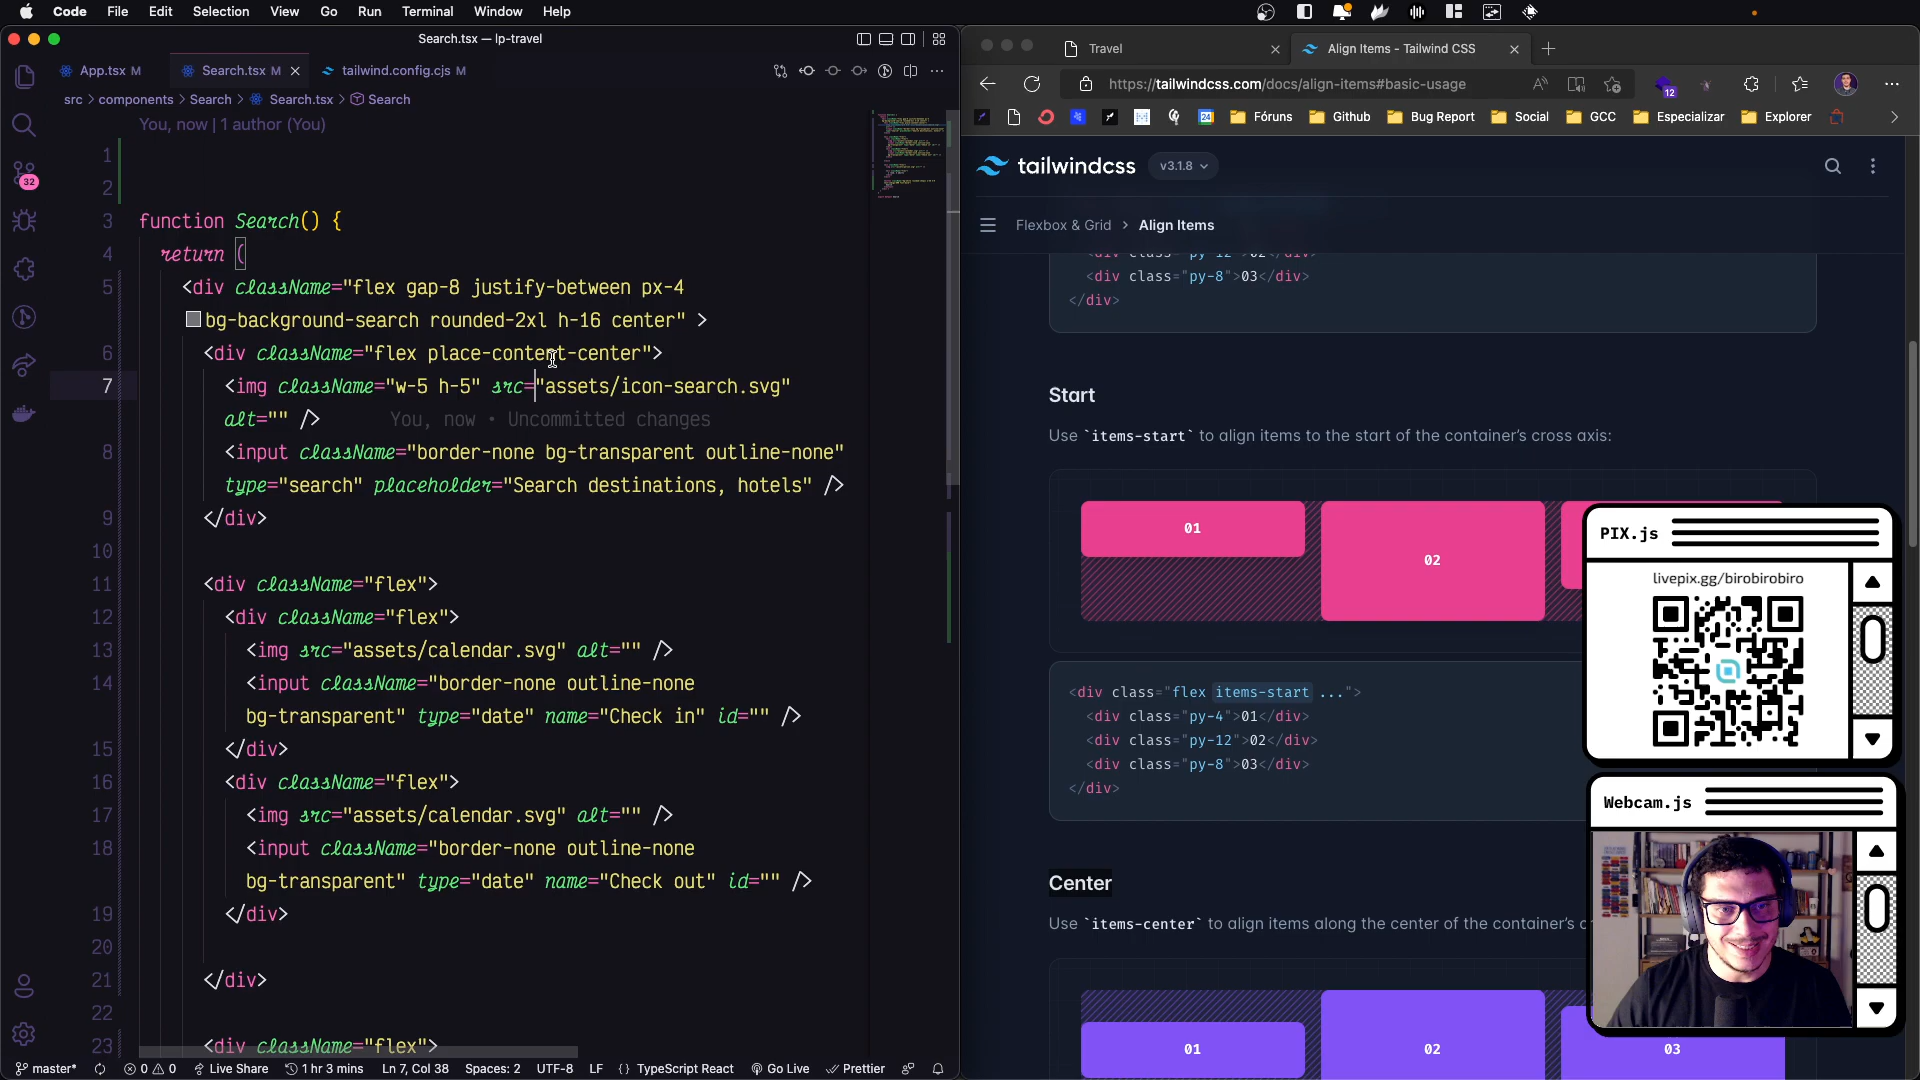 Code File Edit Selection View Go Run Terminal Window Help
Search.tsx — lp-travel
App.tsx M
Search.tsx M
tailwind.config.cjs M
src > components > Search > Search.tsx > Search
You, now | 1 author (You)
1
2
3 function Search() {
4 return (
5 <div className="flex gap-8 justify-between px-4
bg-background-search rounded-2xl h-16 center" >
6 <div className="flex place-content-center">
7 <img className="w-5 h-5" src="assets/icon-search.svg"
alt="" /> You, now • Uncommitted changes
8 <input className="border-none bg-transparent outline-none"
type="search" placeholder="Search destinations, hotels" />
9 </div>
10
11 <div className="flex">
12 <div className="flex">
13 <img src="assets/calendar.svg" alt="" />
14 <input className="border-none outline-none
bg-transparent" type="date" name="Check in" id="" />
15 </div>
16 <div className="flex">
17 <img src="assets/calendar.svg" alt="" />
18 <input className="border-none outline-none
bg-transparent" type="date" name="Check out" id="" />
19 </div>
20
21 </div>
22
23 <div className="flex">
32
master* 0 0 Live Share 1 hr 3 mins Ln 7, Col 38 Spaces: 2 UTF-8 LF {} TypeScript React Go Live Prettier
Travel
Align Items - Tailwind CSS
https://tailwindcss.com/docs/align-items#basic-usage
12
24
Fóruns Github Bug Report Social GCC Especializar Explorer
tailwindcss v3.1.8
Flexbox & Grid > Align Items
<div class="py-12">02</div>
<div class="py-8">03</div>
</div>
Start
Use `items-start` to align items to the start of the container's cross axis:
01
02
<div class="flex items-start ...">
<div class="py-4">01</div>
<div class="py-12">02</div>
<div class="py-8">03</div>
</div>
Center
Use `items-center` to align items along the center of the container's
01
02
03
PIX.js
livepix.gg/birobirobiro
Webcam.js